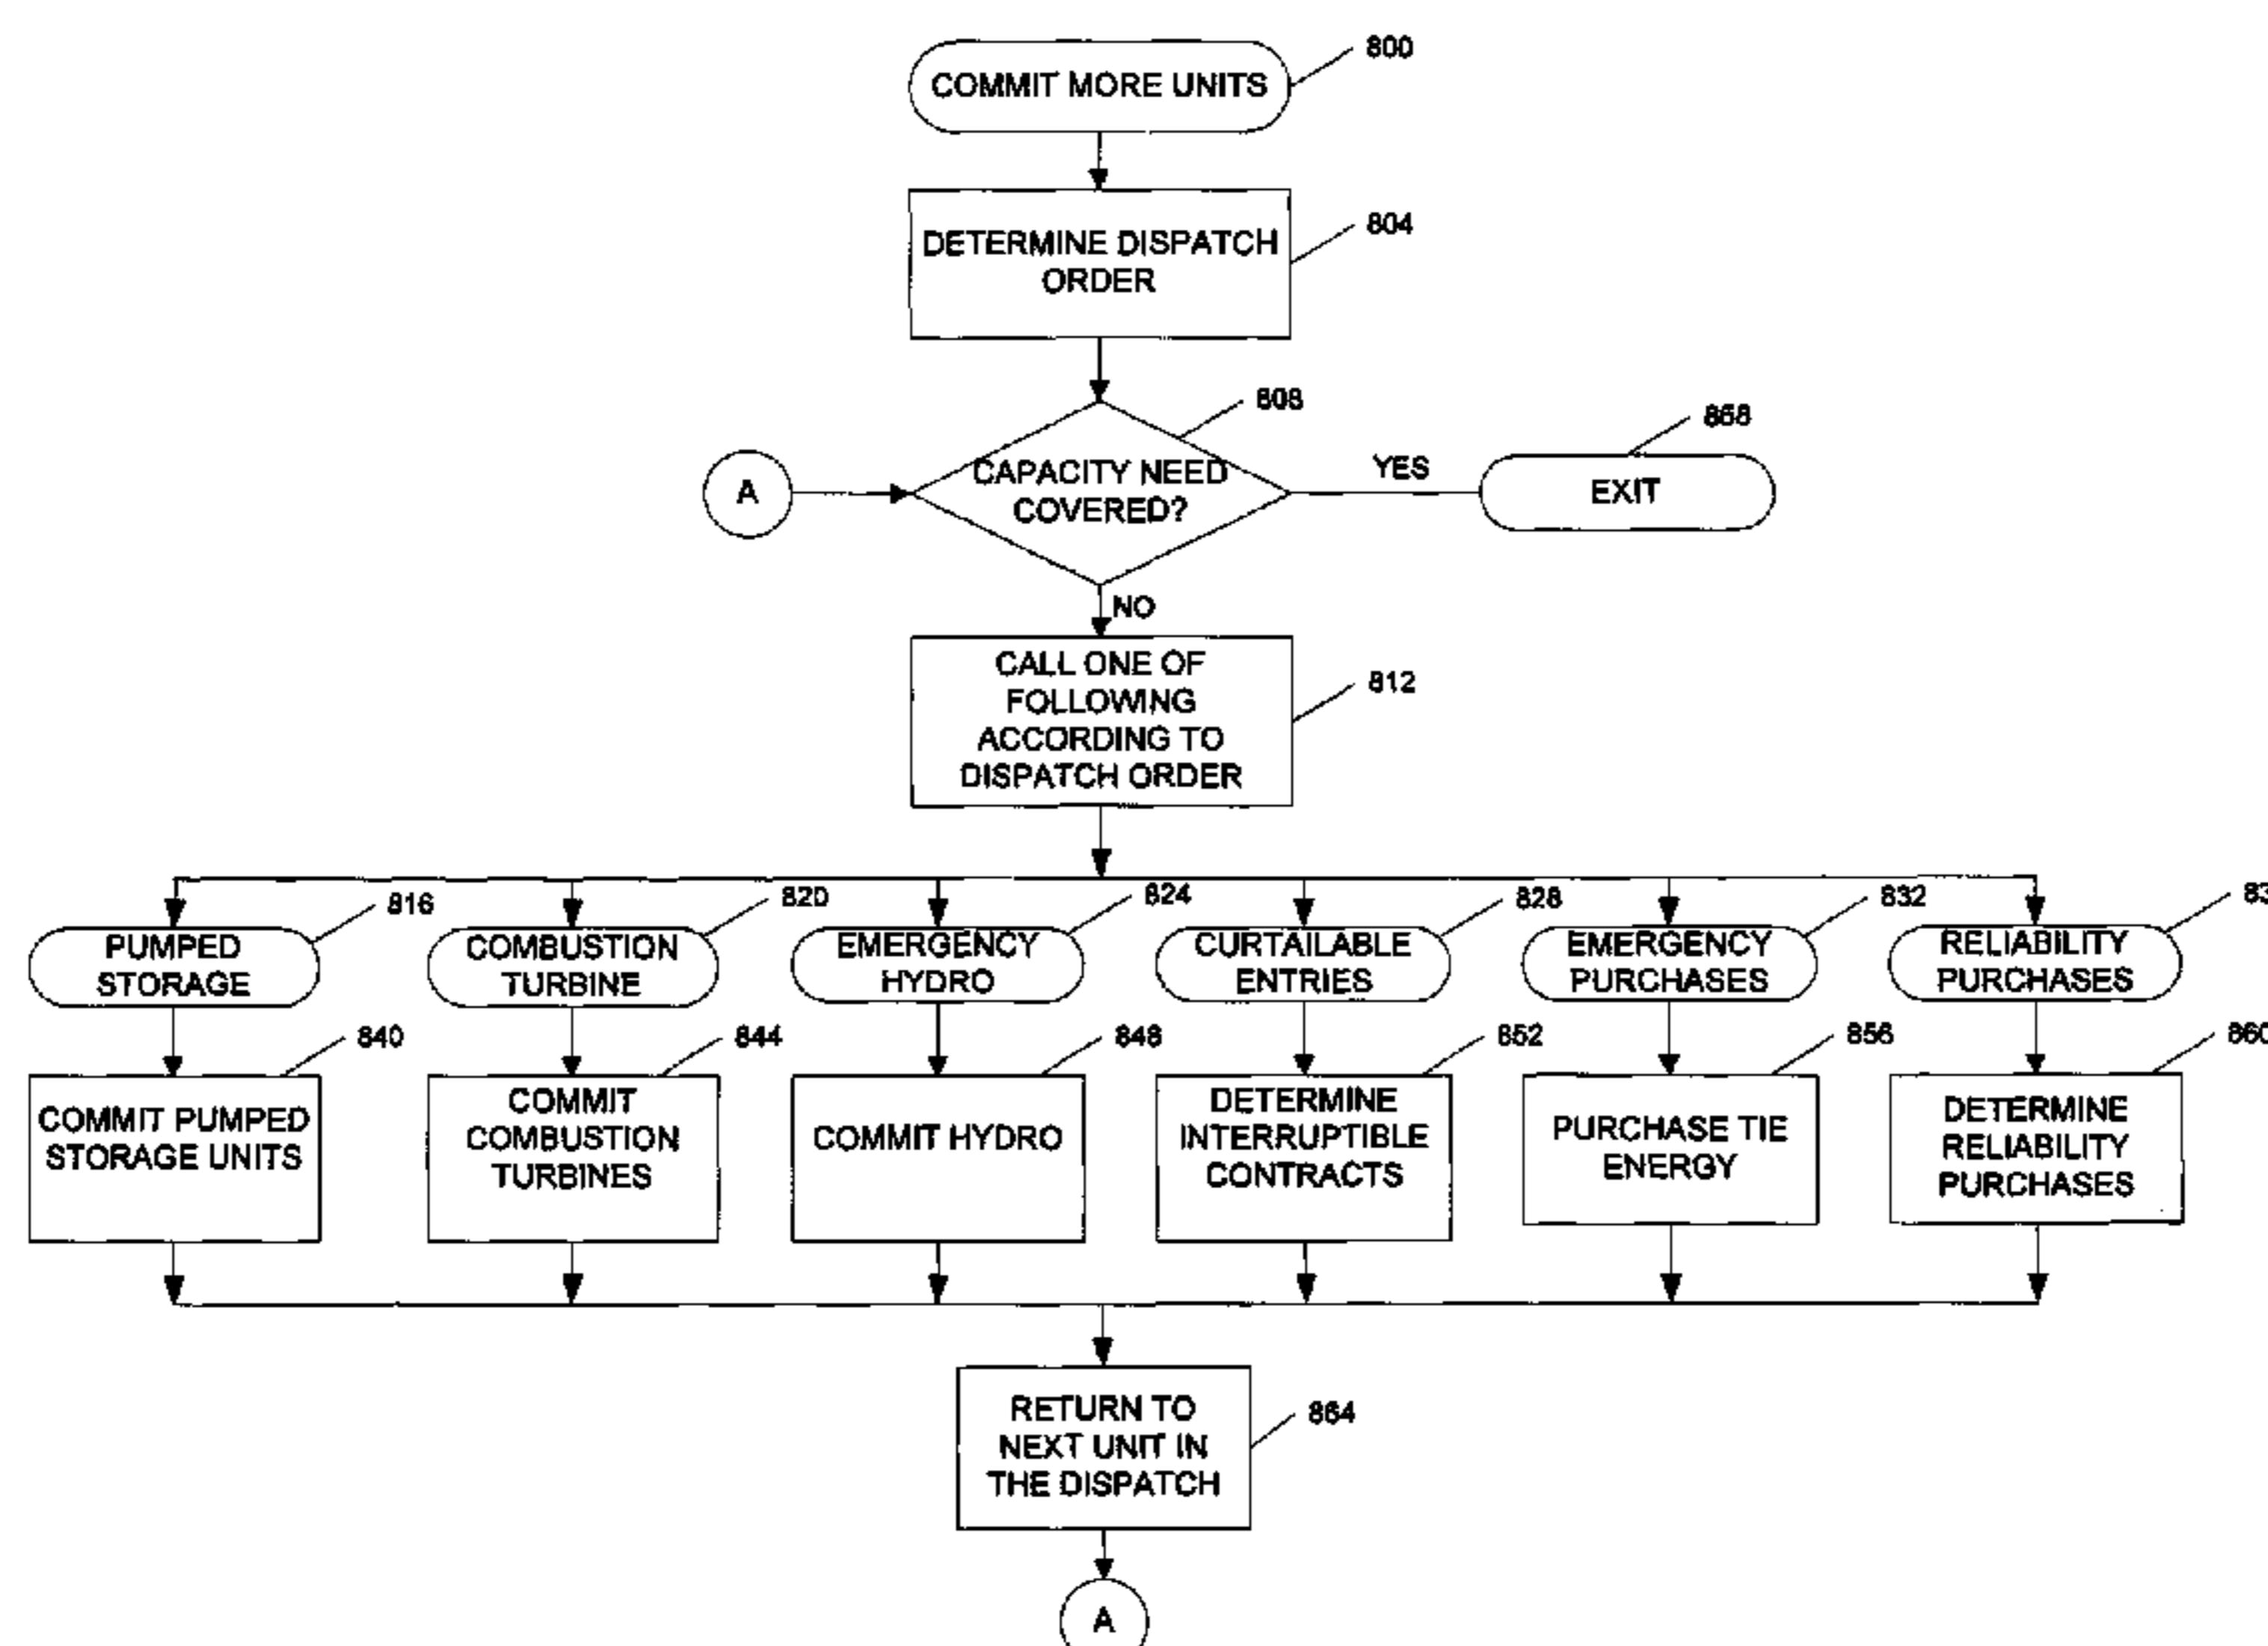 COMMIT MORE UNITS
800
DETERMINE DISPATCH
ORDER
804
808
A
CAPACITY NEED
COVERED?
YES
868
EXIT
NO
CALL ONE OF
FOLLOWING
ACCORDING TO
DISPATCH ORDER
812
PUMPED
STORAGE
816
COMBUSTION
TURBINE
820
EMERGENCY
HYDRO
824
CURTAILABLE
ENTRIES
828
EMERGENCY
PURCHASES
832
RELIABILITY
PURCHASES
840
844
848
852
856
860
COMMIT PUMPED
STORAGE UNITS
COMMIT
COMBUSTION
TURBINES
COMMIT HYDRO
DETERMINE
INTERRUPTIBLE
CONTRACTS
PURCHASE TIE
ENERGY
DETERMINE
RELIABILITY
PURCHASES
RETURN TO
NEXT UNIT IN
THE DISPATCH
864
A